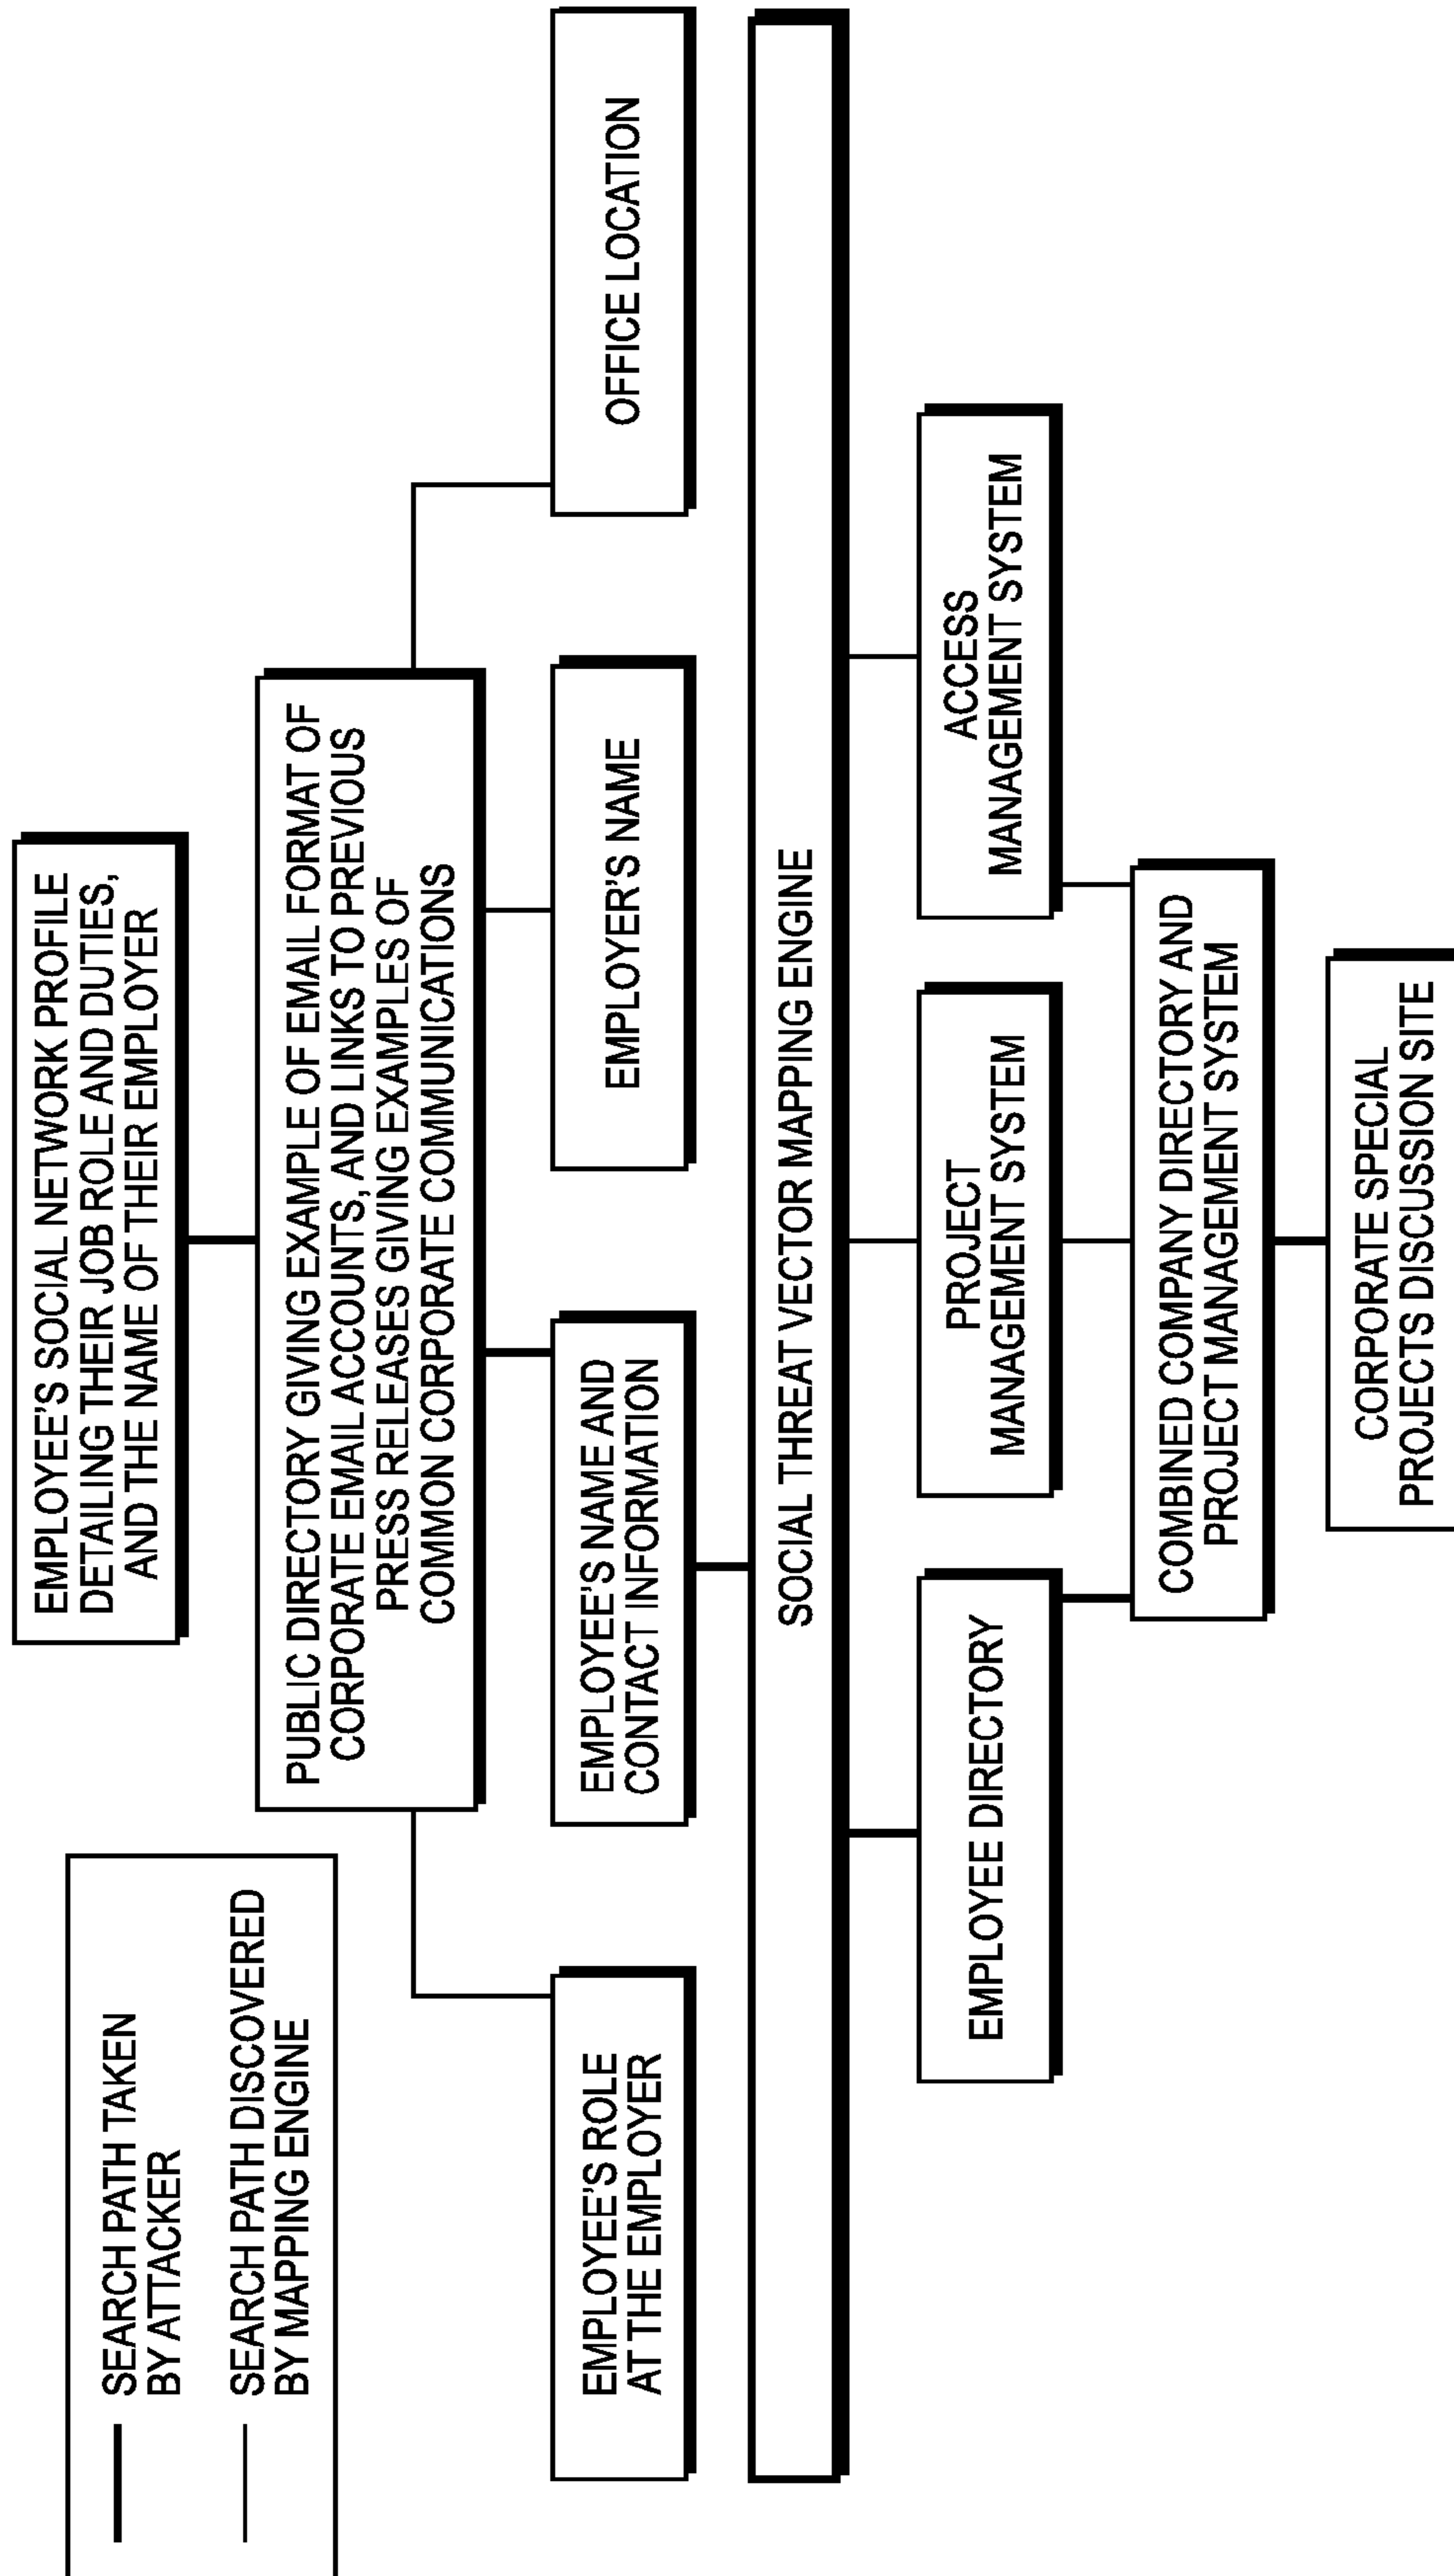 SEARCH PATH TAKEN
BY ATTACKER
SEARCH PATH DISCOVERED
BY MAPPING ENGINE
EMPLOYEE'S SOCIAL NETWORK PROFILE
DETAILING THEIR JOB ROLE AND DUTIES,
AND THE NAME OF THEIR EMPLOYER
PUBLIC DIRECTORY GIVING EXAMPLE OF EMAIL FORMAT OF
CORPORATE EMAIL ACCOUNTS, AND LINKS TO PREVIOUS
PRESS RELEASES GIVING EXAMPLES OF
COMMON CORPORATE COMMUNICATIONS
EMPLOYEE'S ROLE
AT THE EMPLOYER
EMPLOYEE'S NAME AND
CONTACT INFORMATION
EMPLOYER'S NAME
OFFICE LOCATION
SOCIAL THREAT VECTOR MAPPING ENGINE
EMPLOYEE DIRECTORY
PROJECT
MANAGEMENT SYSTEM
ACCESS
MANAGEMENT SYSTEM
COMBINED COMPANY DIRECTORY AND
PROJECT MANAGEMENT SYSTEM
CORPORATE SPECIAL
PROJECTS DISCUSSION SITE